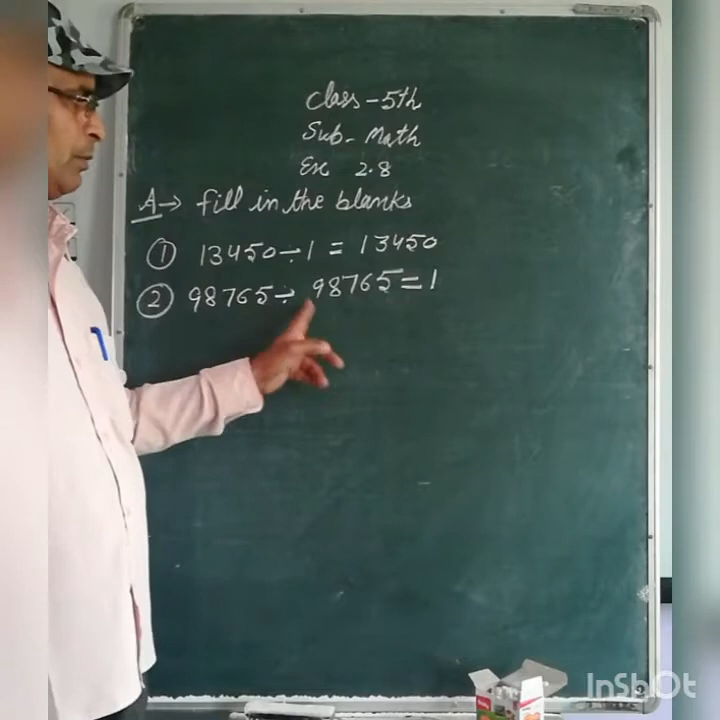 Class - 5th
Sub - Math
Ex 2.8
A → fill in the blanks
① 13450 ÷ 1 = 13450
② 98765 ÷ 98765 = 1
InShOt